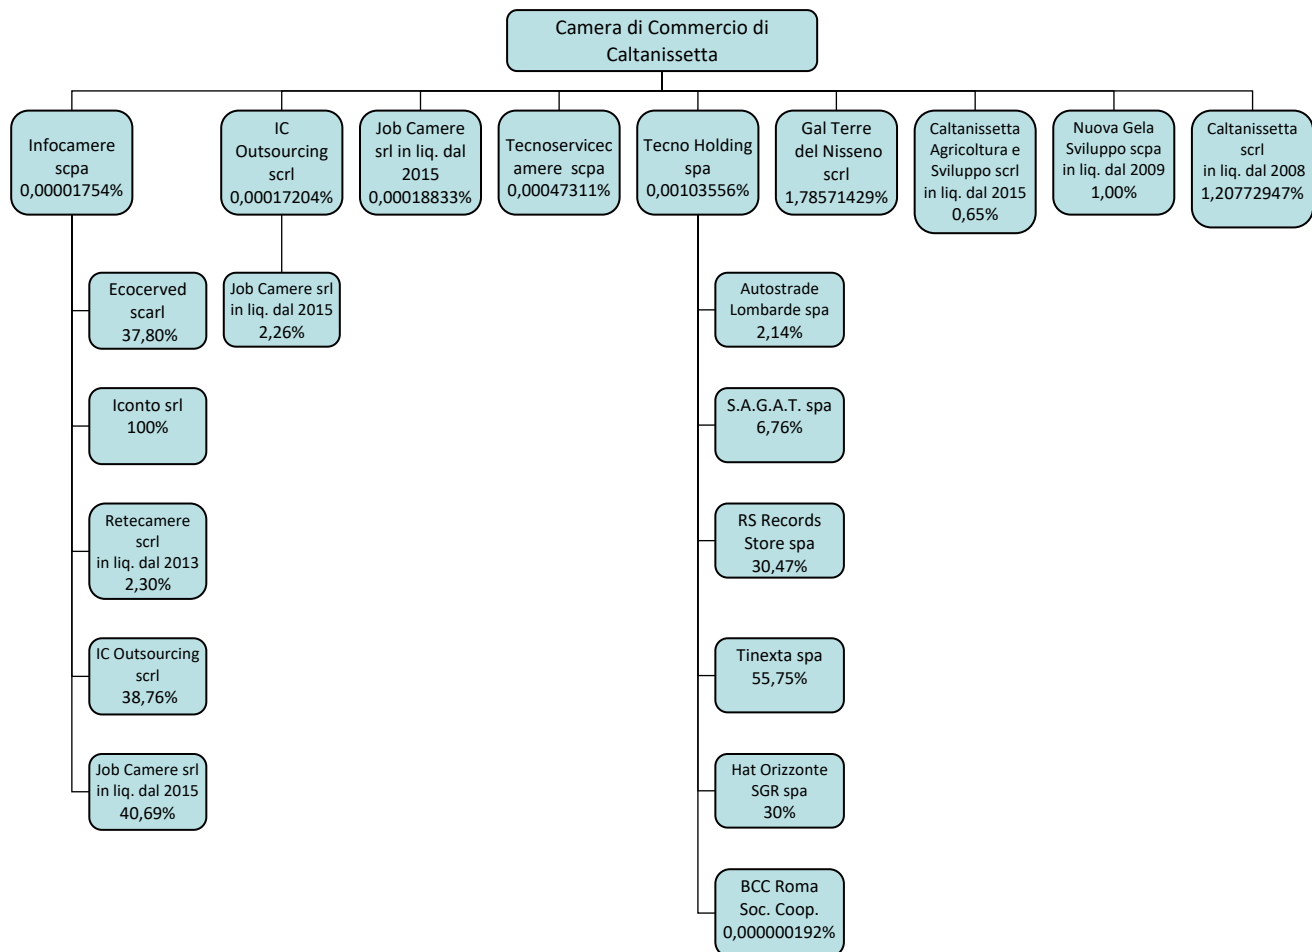 Camera di Commercio di
Caltanissetta
Infocamere
scpa
0,00001754%
IC
Outsourcing
scrl
0,00017204%
Job Camere
srl in liq. dal
2015
0,00018833%
Tecnoservicec
amere scpa
0,00047311%
Tecno Holding
spa
0,00103556%
Gal Terre
del Nisseno
scrl
1,78571429%
Caltanissetta
Agricoltura e
Sviluppo scrl
in liq. dal 2015
0,65%
Nuova Gela
Sviluppo scpa
in liq. dal 2009
1,00%
Caltanissetta
scrl
in liq. dal 2008
1,20772947%
Ecocerved
scarl
37,80%
Job Camere srl
in liq. dal 2015
2,26%
Autostrade
Lombarde spa
2,14%
Iconto srl
100%
S.A.G.A.T. spa
6,76%
Retecamere
scrl
in liq. dal 2013
2,30%
RS Records
Store spa
30,47%
IC Outsourcing
scrl
38,76%
Tinexta spa
55,75%
Job Camere srl
in liq. dal 2015
40,69%
Hat Orizzonte
SGR spa
30%
BCC Roma
Soc. Coop.
0,000000192%